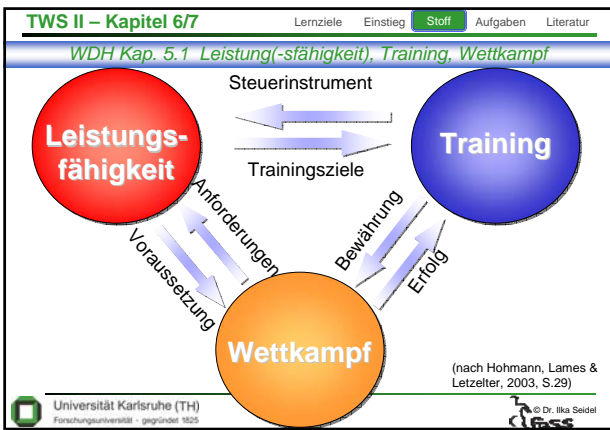 TWS II – Kapitel 6/7 Lernziele Einstieg Stoff Aufgaben Literatur
WDH Kap. 5.1 Leistung(-sfähigkeit), Training, Wettkampf
Steuerinstrument
Leistungs-
fähigkeit
Training
Trainingsziele
Anforderungen
Voraussetzung
Bewährung
Erfolg
Wettkampf
(nach Hohmann, Lames &
Letzelter, 2003, S.29)
Universität Karlsruhe (TH)
Forschungsuniversität - gegründet 1825
© Dr. Ilka Seidel
FoSS